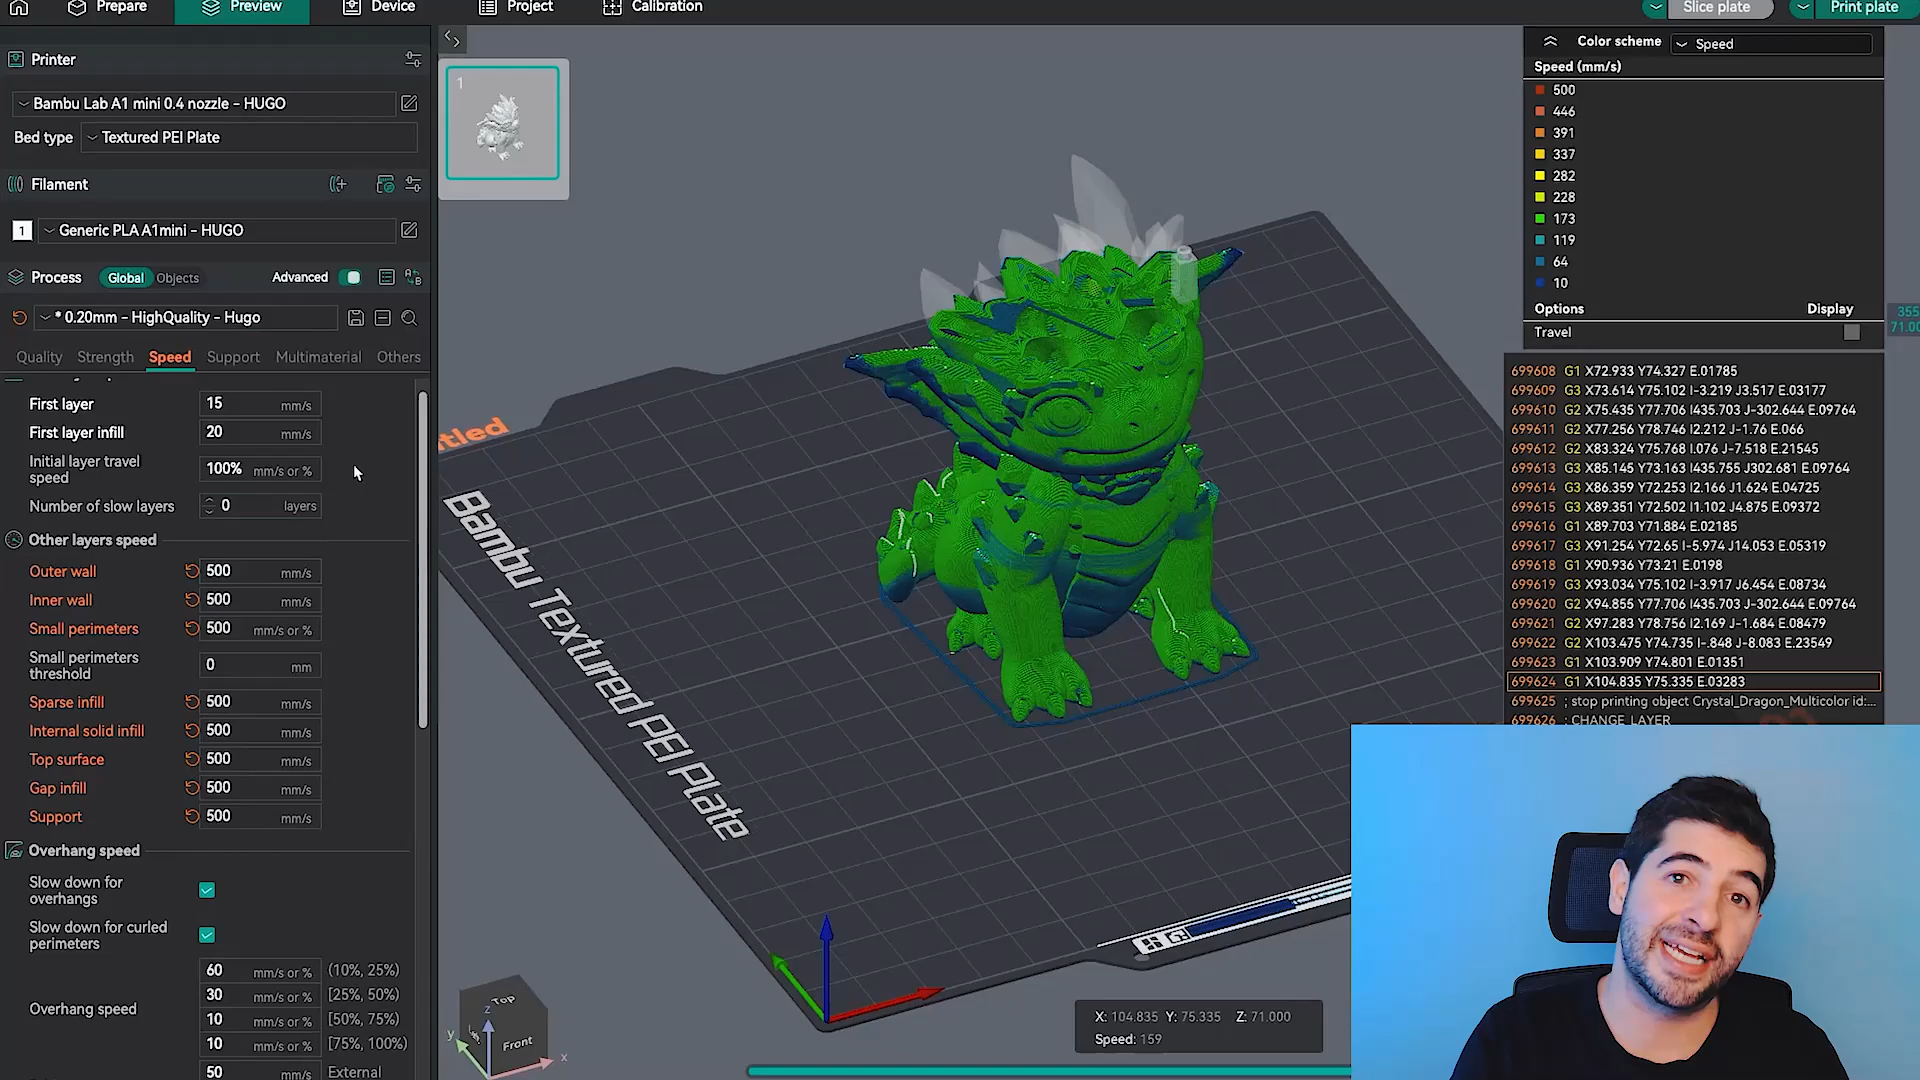 Prepare
Preview
Device
Project
Calibration
Slice plate
Print plate
Printer
Bambu Lab A1 mini 0.4 nozzle - HUGO
Bed type
Textured PEI Plate
Filament
1
Generic PLA A1mini - HUGO
Process
Global
Objects
Advanced
* 0.20mm - HighQuality - Hugo
Quality
Strength
Speed
Support
Multimaterial
Others
First layer 15 mm/s
First layer infill 20 mm/s
Initial layer travel speed 100% mm/s or %
Number of slow layers 0 layers
Other layers speed
Outer wall 500 mm/s
Inner wall 500 mm/s
Small perimeters 500 mm/s or %
Small perimeters threshold 0 mm
Sparse infill 500 mm/s
Internal solid infill 500 mm/s
Top surface 500 mm/s
Gap infill 500 mm/s
Support 500 mm/s
Overhang speed
Slow down for overhangs
Slow down for curled perimeters
Overhang speed
60 mm/s or % (10%, 25%)
30 mm/s or % [25%, 50%)
10 mm/s or % [50%, 75%)
10 mm/s or % [75%, 100%)
50 mm/s External
1
tled
Bambu Textured PEI Plate
Top
Front
z
y
x
X: 104.835 Y: 75.335 Z: 71.000
Speed: 159
Color scheme
Speed
Speed (mm/s)
500
446
391
337
282
228
173
119
64
10
Options Display
Travel
355
71.00
699608 G1 X72.933 Y74.327 E.01785
699609 G3 X73.614 Y75.102 I-3.219 J3.517 E.03177
699610 G2 X75.435 Y77.706 I435.703 J-302.644 E.09764
699611 G2 X77.256 Y78.746 I2.212 J-1.76 E.066
699612 G2 X83.324 Y75.768 I.076 J-7.518 E.21545
699613 G3 X85.145 Y73.163 I435.755 J302.681 E.09764
699614 G3 X86.359 Y72.253 I2.166 J1.624 E.04725
699615 G3 X89.351 Y72.502 I1.102 J4.875 E.09372
699616 G1 X89.703 Y71.884 E.02185
699617 G3 X91.254 Y72.65 I-5.974 J14.053 E.05319
699618 G1 X90.936 Y73.21 E.0198
699619 G3 X93.034 Y75.102 I-3.917 J6.454 E.08734
699620 G2 X94.855 Y77.706 I435.703 J-302.644 E.09764
699621 G2 X97.283 Y78.756 I2.169 J-1.684 E.08479
699622 G2 X103.475 Y74.735 I-.848 J-8.083 E.23549
699623 G1 X103.909 Y74.801 E.01351
699624 G1 X104.835 Y75.335 E.03283
699625 ; stop printing object Crystal_Dragon_Multicolor id:...
699626 ; CHANGE_LAYER